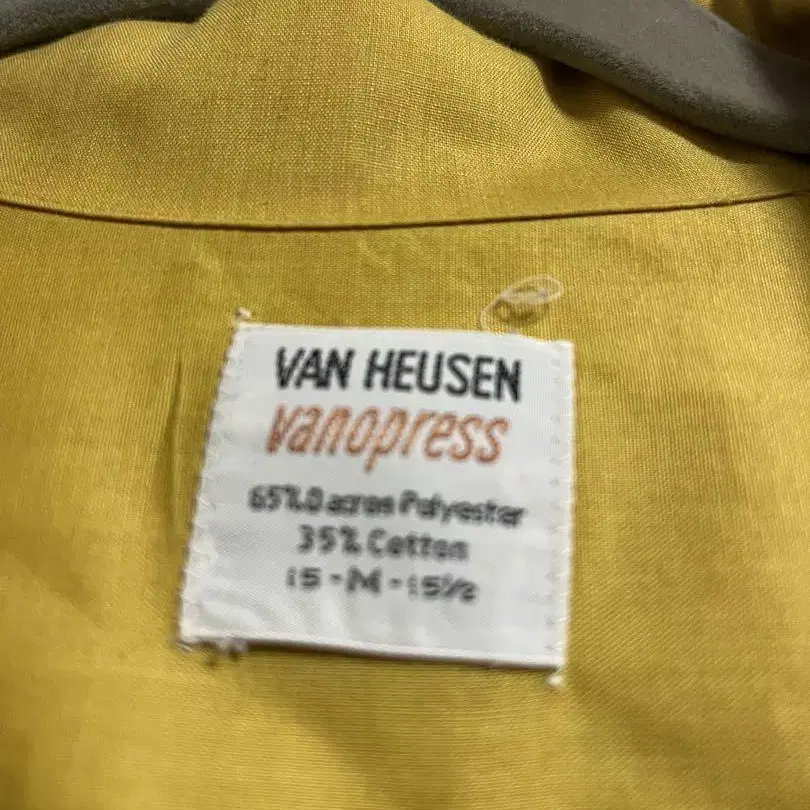 VAN HEUSEN
vanopress
65% Dacron Polyester
35% Cotton
15 - M - 15½